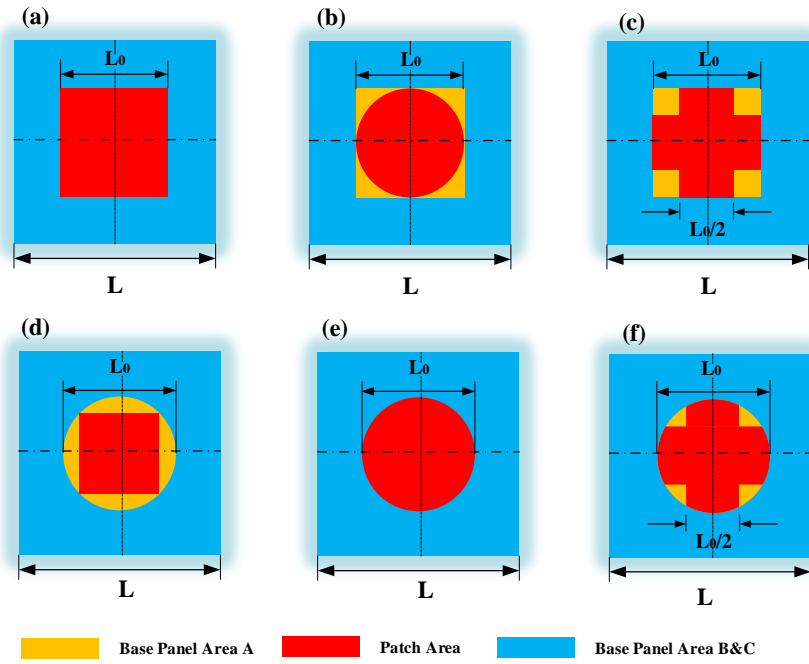 (a)
(b)
(c)
L₀
L₀
L₀
L₀/2
L
L
L
(d)
(e)
(f)
L₀
L₀
L₀
L₀/2
L
L
L
Base Panel Area A
Patch Area
Base Panel Area B&C